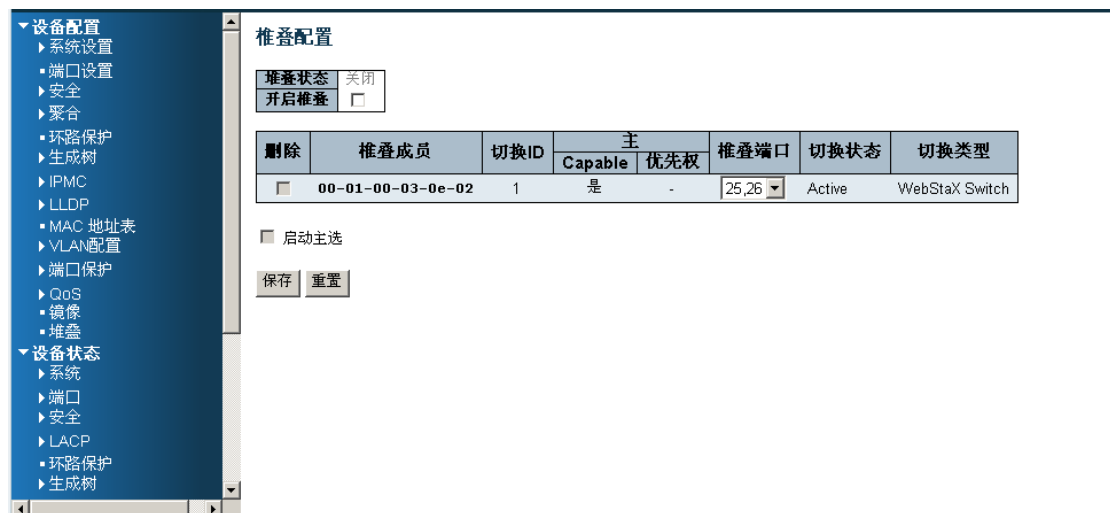 设备配置
系统设置
端口设置
安全
聚合
环路保护
生成树
IPMC
LLDP
MAC 地址表
VLAN配置
端口保护
QoS
镜像
堆叠
设备状态
系统
端口
安全
LACP
环路保护
生成树
椎叠配置
堆叠状态 关闭
开启椎叠
删除 椎叠成员 切换ID 主 椎叠端口 切换状态 切换类型
Capable 优先权
00-01-00-03-0e-02 1 是 - 25,26 Active WebStaX Switch
启动主选
保存 重置